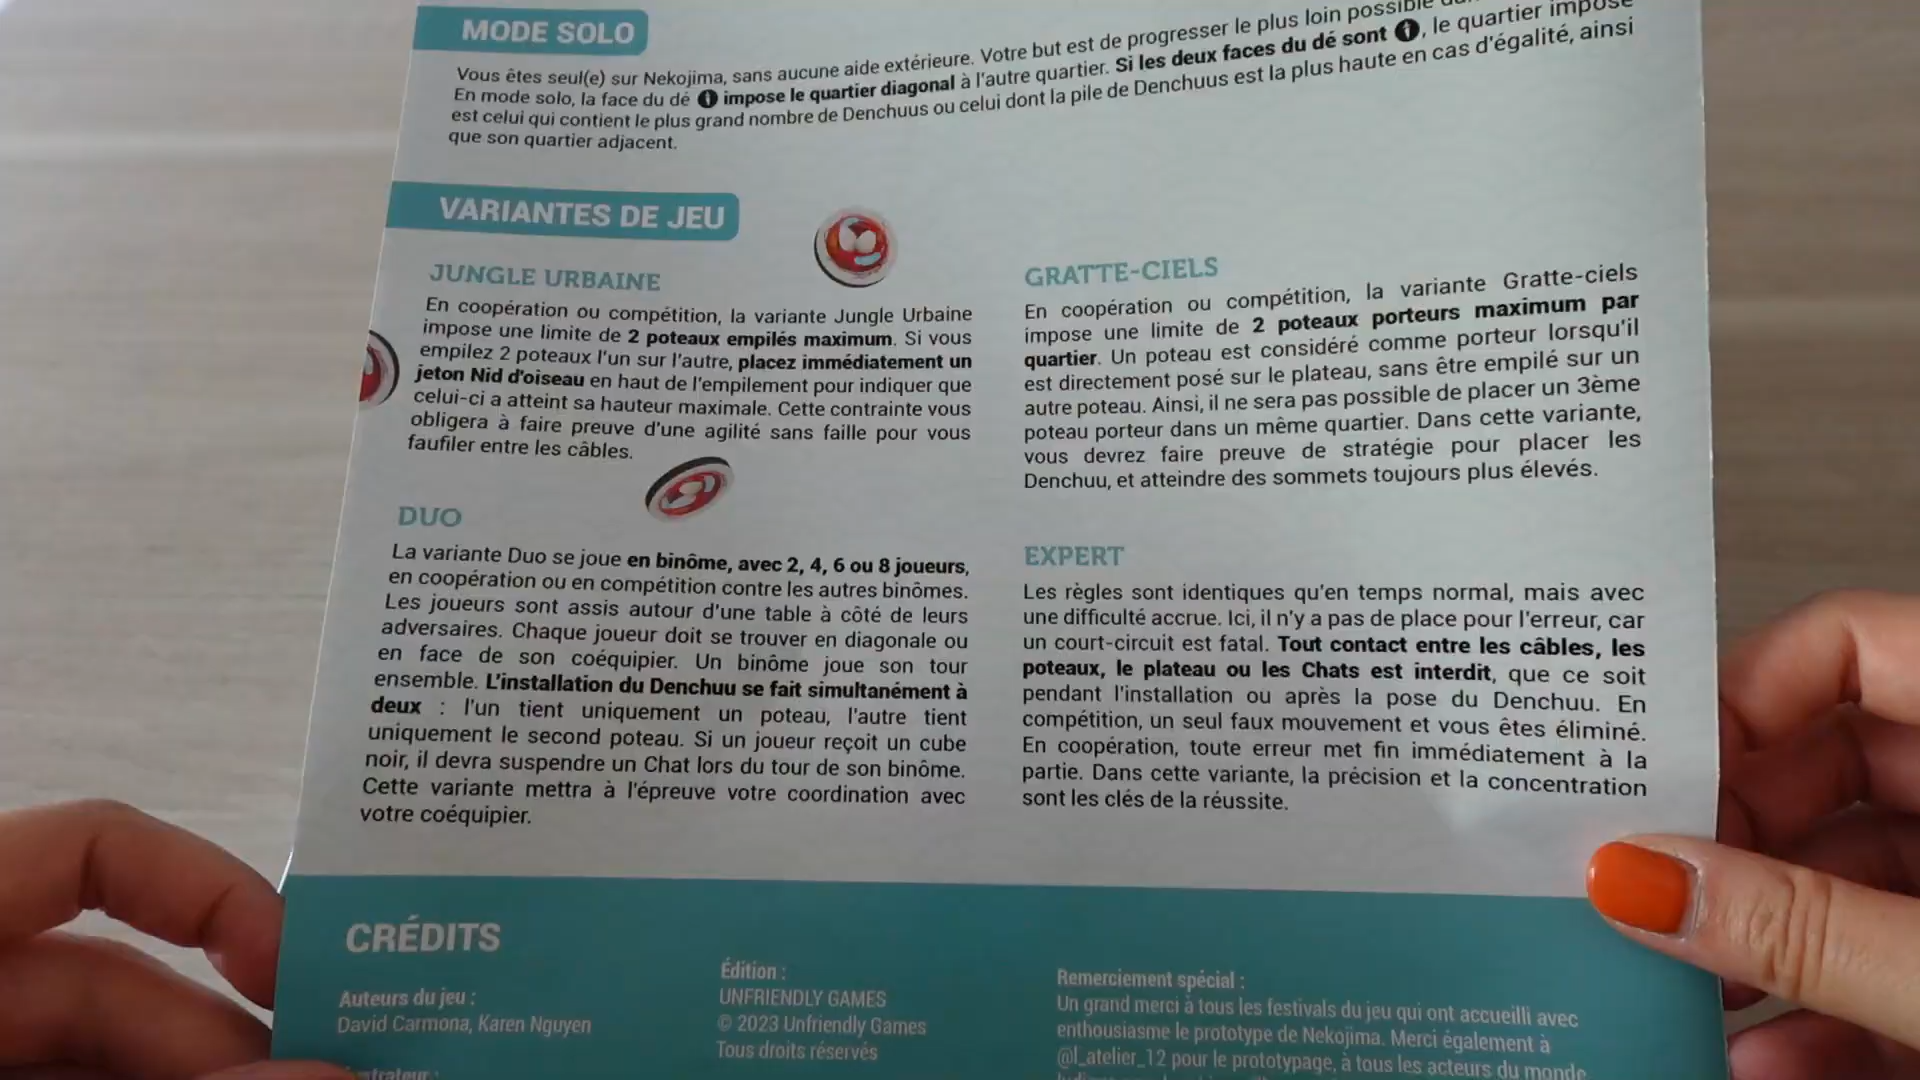 MODE SOLO
Vous êtes seul(e) sur Nekojima, sans aucune aide extérieure. Votre but est de progresser le plus loin possible
En mode solo, la face du dé impose le quartier diagonal à l'autre quartier. Si les deux faces du dé sont , le quartier imposé
est celui qui contient le plus grand nombre de Denchuus ou celui dont la pile de Denchuus est la plus haute en cas d'égalité, ainsi
que son quartier adjacent.
VARIANTES DE JEU
JUNGLE URBAINE
En coopération ou compétition, la variante Jungle Urbaine
impose une limite de 2 poteaux empilés maximum. Si vous
empilez 2 poteaux l'un sur l'autre, placez immédiatement un
jeton Nid d'oiseau en haut de l'empilement pour indiquer que
celui-ci a atteint sa hauteur maximale. Cette contrainte vous
obligera à faire preuve d'une agilité sans faille pour vous
faufiler entre les câbles.
DUO
La variante Duo se joue en binôme, avec 2, 4, 6 ou 8 joueurs,
en coopération ou en compétition contre les autres binômes.
Les joueurs sont assis autour d'une table à côté de leurs
adversaires. Chaque joueur doit se trouver en diagonale ou
en face de son coéquipier. Un binôme joue son tour
ensemble. L'installation du Denchuu se fait simultanément à
deux : l'un tient uniquement un poteau, l'autre tient
uniquement le second poteau. Si un joueur reçoit un cube
noir, il devra suspendre un Chat lors du tour de son binôme.
Cette variante mettra à l'épreuve votre coordination avec
votre coéquipier.
GRATTE-CIELS
En coopération ou compétition, la variante Gratte-ciels
impose une limite de 2 poteaux porteurs maximum par
quartier. Un poteau est considéré comme porteur lorsqu'il
est directement posé sur le plateau, sans être empilé sur un
autre poteau. Ainsi, il ne sera pas possible de placer un 3ème
poteau porteur dans un même quartier. Dans cette variante,
vous devrez faire preuve de stratégie pour placer les
Denchuu, et atteindre des sommets toujours plus élevés.
EXPERT
Les règles sont identiques qu'en temps normal, mais avec
une difficulté accrue. Ici, il n'y a pas de place pour l'erreur, car
un court-circuit est fatal. Tout contact entre les câbles, les
poteaux, le plateau ou les Chats est interdit, que ce soit
pendant l'installation ou après la pose du Denchuu. En
compétition, un seul faux mouvement et vous êtes éliminé.
En coopération, toute erreur met fin immédiatement à la
partie. Dans cette variante, la précision et la concentration
sont les clés de la réussite.
CRÉDITS
Auteurs du jeu :
David Carmona, Karen Nguyen
Édition :
UNFRIENDLY GAMES
© 2023 Unfriendly Games
Tous droits réservés
Remerciement spécial :
Un grand merci à tous les festivals du jeu qui ont accueilli avec
enthousiasme le prototype de Nekojima. Merci également à
@l_atelier_12 pour le prototypage, à tous les acteurs du monde